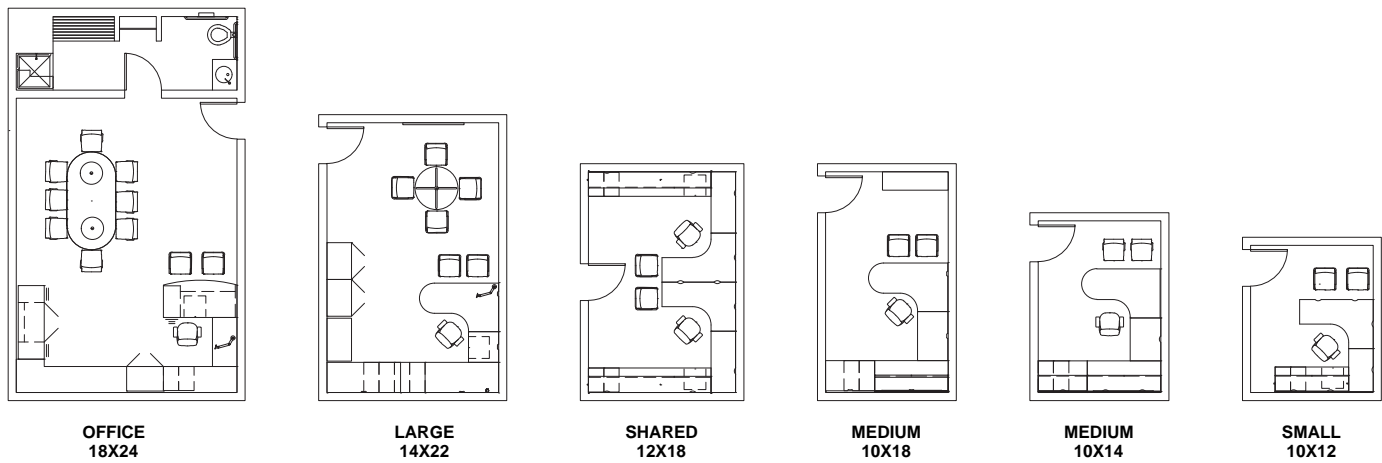 OFFICE
18X24
LARGE
14X22
SHARED
12X18
MEDIUM
10X18
MEDIUM
10X14
SMALL
10X12